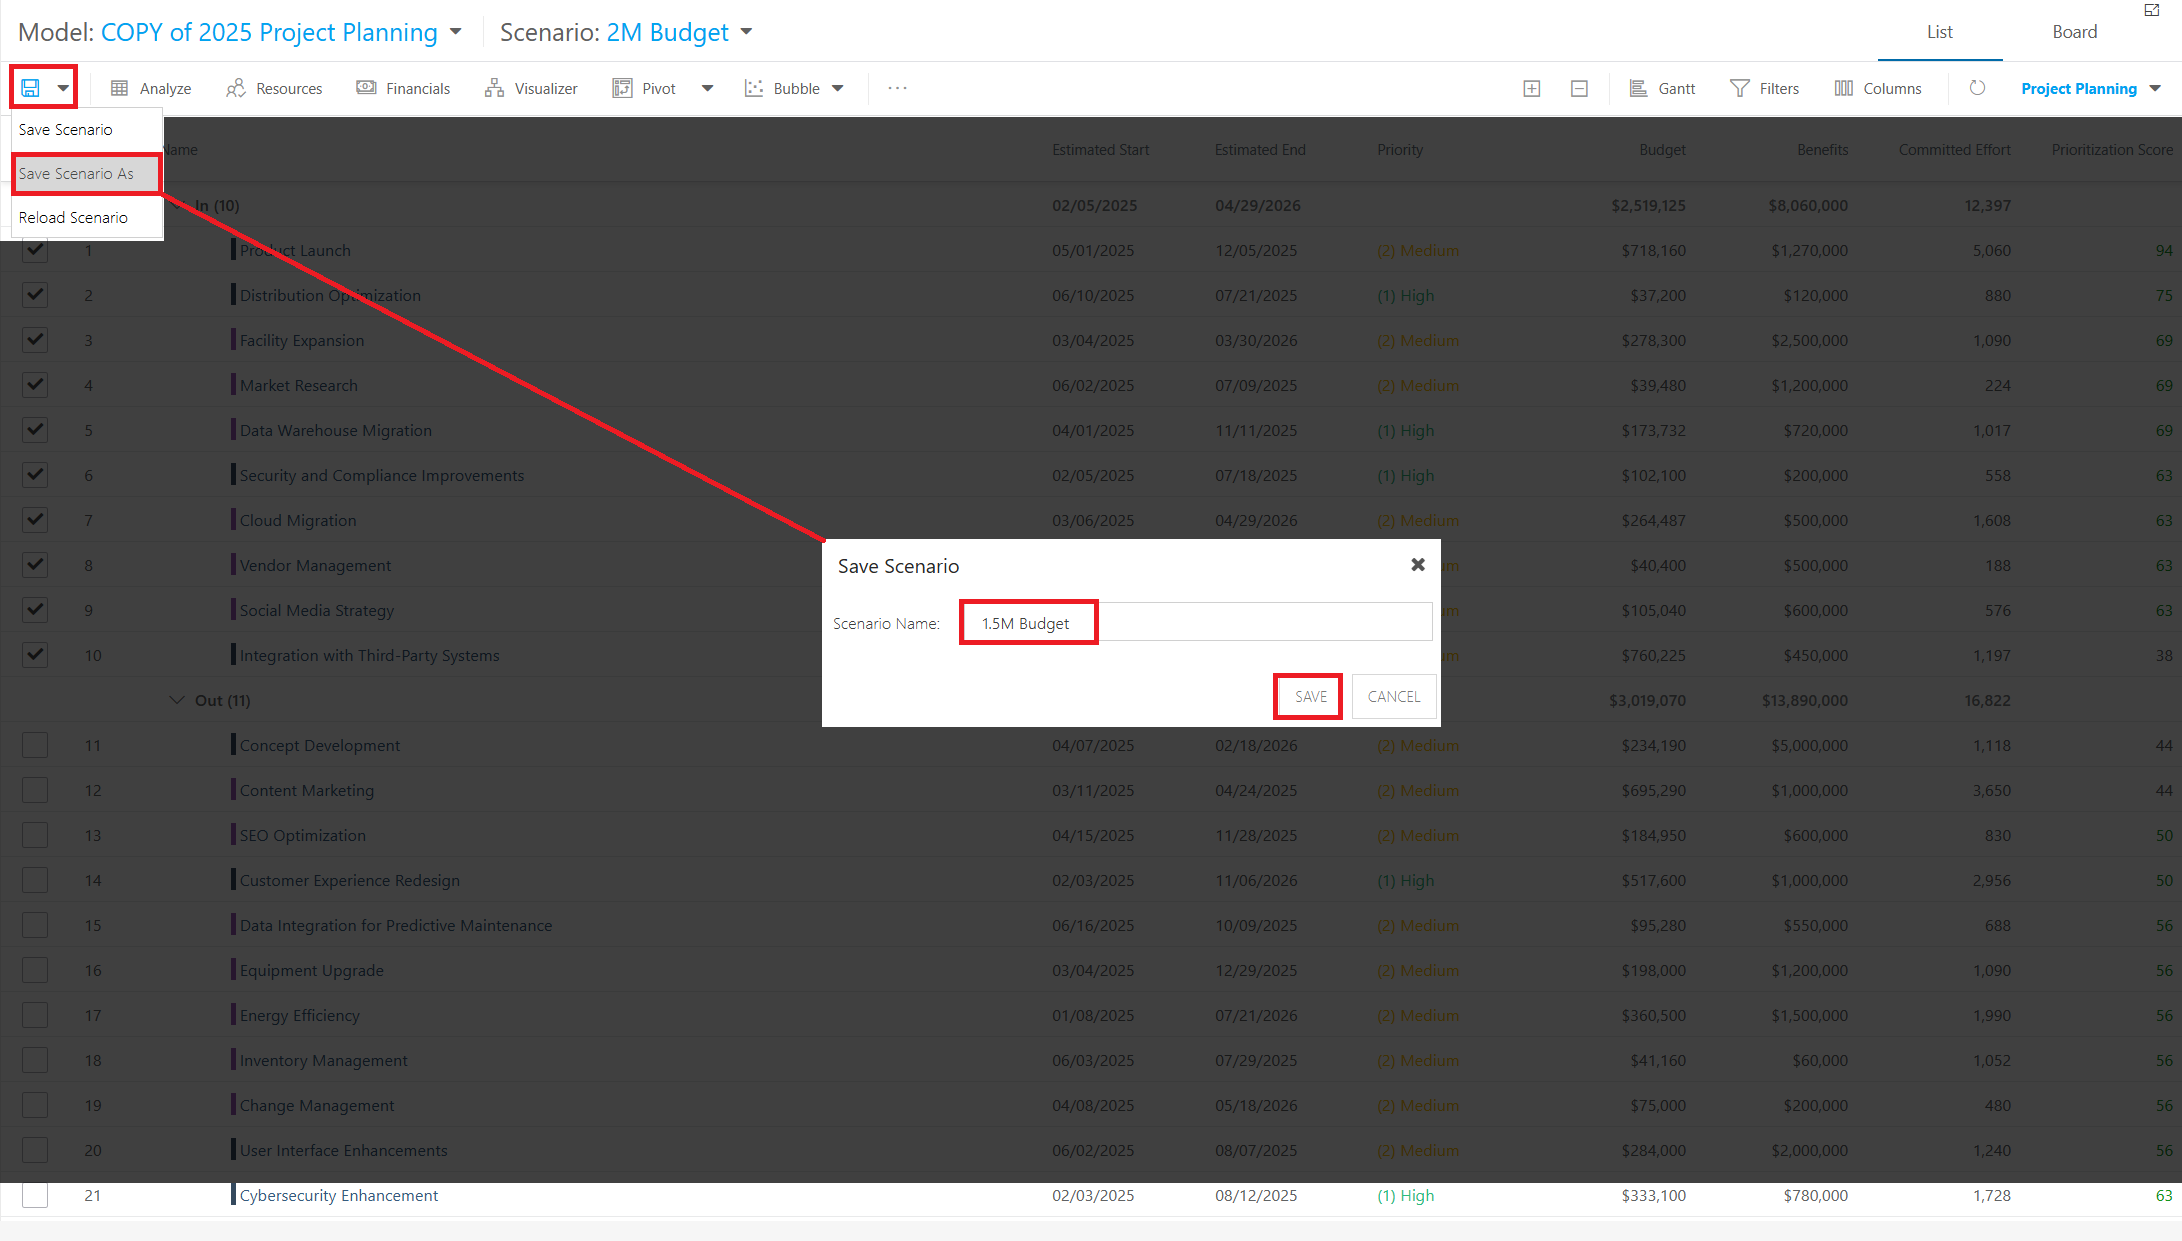 Model: COPY of 2025 Project Planning Scenario: 2M Budget List Board
Analyze Resources Financials Visualizer Pivot Bubble ... Gantt Filters Columns Project Planning
Save Scenario
Save Scenario As
Reload Scenario
Name Estimated Start Estimated End Priority Budget Benefits Committed Effort Prioritization Score
In (10) 02/05/2025 04/29/2026 $2,519,125 $8,060,000 12,397
1 Product Launch 05/01/2025 12/05/2025 (2) Medium $718,160 $1,270,000 5,060 94
2 Distribution Optimization 06/10/2025 07/21/2025 (1) High $37,200 $120,000 880 75
3 Facility Expansion 03/04/2025 03/30/2026 (2) Medium $278,300 $2,500,000 1,090 69
4 Market Research 06/02/2025 07/09/2025 (2) Medium $39,480 $1,200,000 224 69
5 Data Warehouse Migration 04/01/2025 11/11/2025 (1) High $173,732 $720,000 1,017 69
6 Security and Compliance Improvements 02/05/2025 07/18/2025 (1) High $102,100 $200,000 558 63
7 Cloud Migration 03/06/2025 04/29/2026 (2) Medium $264,487 $500,000 1,608 63
8 Vendor Management $40,400 $500,000 188 63
9 Social Media Strategy $105,040 $600,000 576 63
10 Integration with Third-Party Systems $760,225 $450,000 1,197 38
Save Scenario
Scenario Name: 1.5M Budget
SAVE CANCEL
Out (11) $3,019,070 $13,890,000 16,822
11 Concept Development 04/07/2025 02/18/2026 (2) Medium $234,190 $5,000,000 1,118 44
12 Content Marketing 03/11/2025 04/24/2025 (2) Medium $695,290 $1,000,000 3,650 44
13 SEO Optimization 04/15/2025 11/28/2025 (2) Medium $184,950 $600,000 830 50
14 Customer Experience Redesign 02/03/2025 11/06/2026 (1) High $517,600 $1,000,000 2,956 50
15 Data Integration for Predictive Maintenance 06/16/2025 10/09/2025 (2) Medium $95,280 $550,000 688 56
16 Equipment Upgrade 03/04/2025 12/29/2025 (2) Medium $198,000 $1,200,000 1,090 56
17 Energy Efficiency 01/08/2025 07/21/2026 (2) Medium $360,500 $1,500,000 1,990 56
18 Inventory Management 06/03/2025 07/29/2025 (2) Medium $41,160 $60,000 1,052 56
19 Change Management 04/08/2025 05/18/2026 (2) Medium $75,000 $200,000 480 56
20 User Interface Enhancements 06/02/2025 08/07/2025 (2) Medium $284,000 $2,000,000 1,240 56
21 Cybersecurity Enhancement 02/03/2025 08/12/2025 (1) High $333,100 $780,000 1,728 63